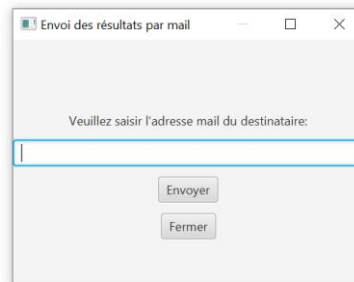 Envoi des résultats par mail
Veuillez saisir l'adresse mail du destinataire:
Envoyer
Fermer